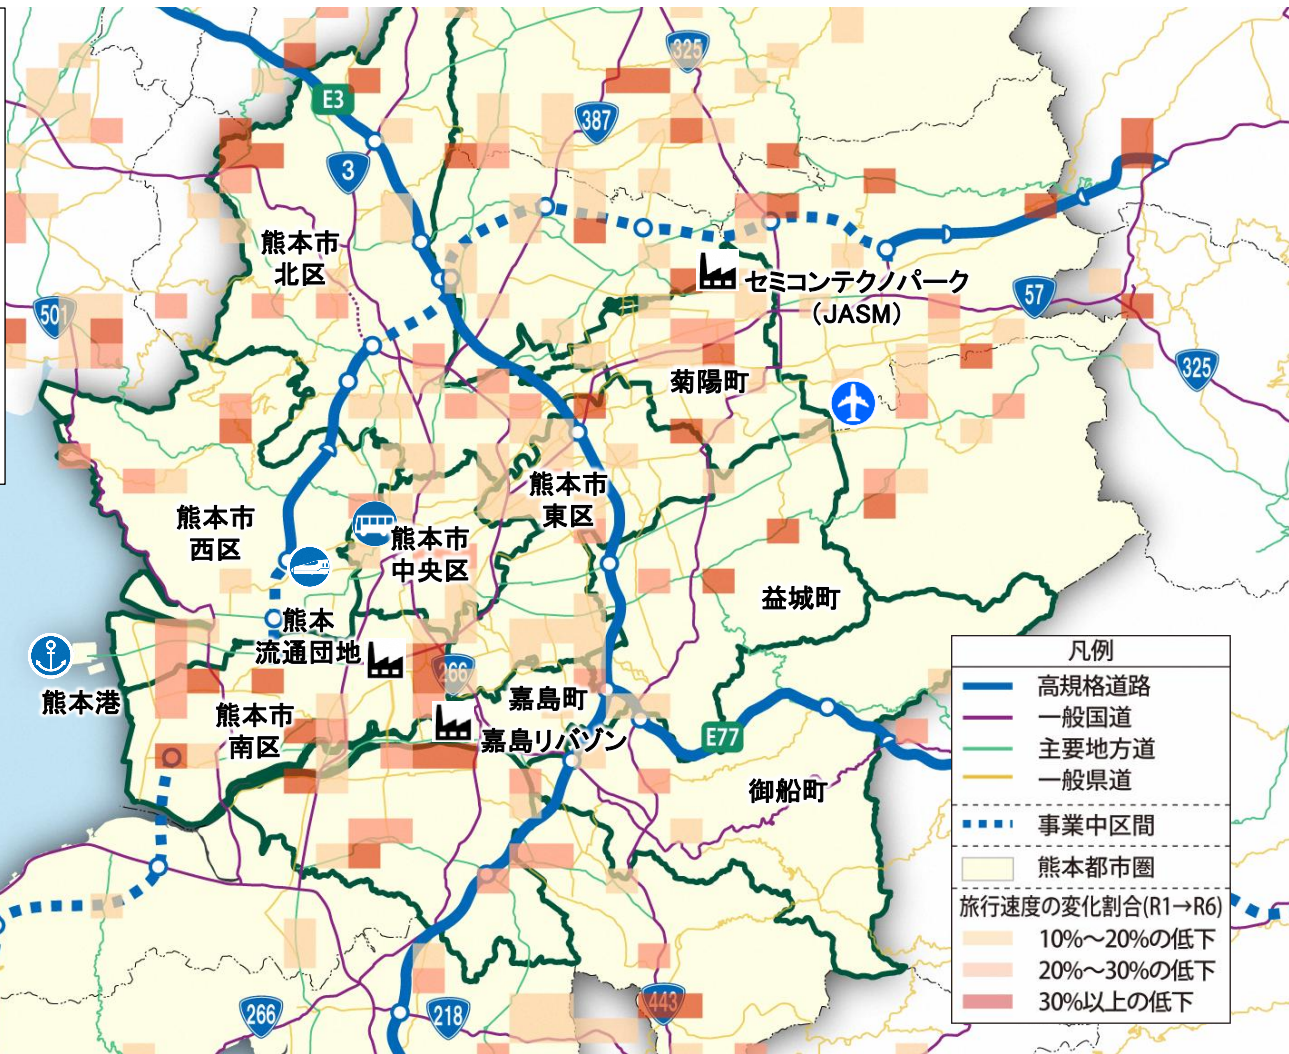 325
E3
387
3
熊本市
北区
セミコンテクノパーク
（JASM）
57
501
325
菊陽町
熊本市
東区
熊本市
西区
熊本市
中央区
益城町
熊本
流通団地
266
熊本港
嘉島町
熊本市
南区
嘉島リバゾン
E77
御船町
266
218
443
凡例
高規格道路
一般国道
主要地方道
一般県道
事業中区間
熊本都市圏
旅行速度の変化割合(R1→R6)
10%～20%の低下
20%～30%の低下
30%以上の低下